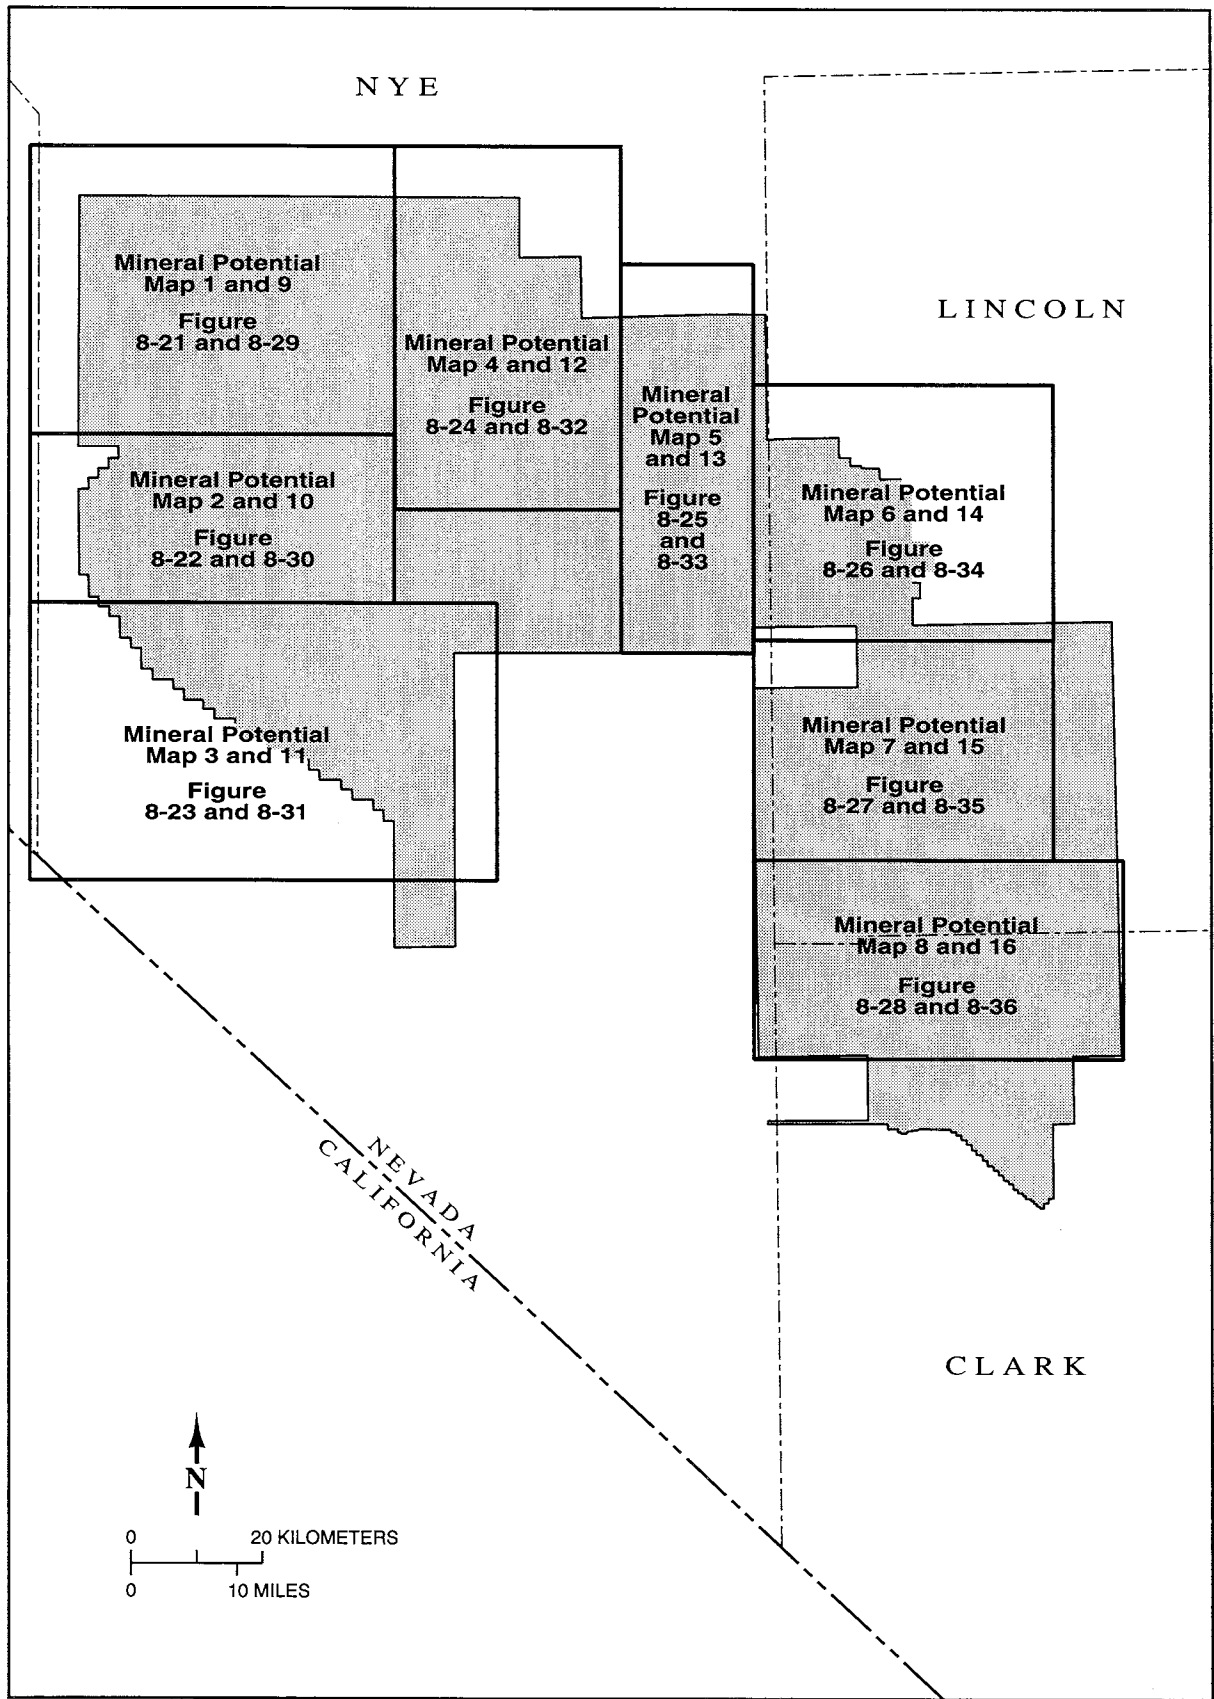 NYE
LINCOLN
Mineral Potential
Map 1 and 9
Figure
8-21 and 8-29
Mineral Potential
Map 4 and 12
Figure
8-24 and 8-32
Mineral
Potential
Map 5
and 13
Figure
8-25
and
8-33
Mineral Potential
Map 2 and 10
Figure
8-22 and 8-30
Mineral Potential
Map 6 and 14
Figure
8-26 and 8-34
Mineral Potential
Map 3 and 11
Figure
8-23 and 8-31
Mineral Potential
Map 7 and 15
Figure
8-27 and 8-35
Mineral Potential
Map 8 and 16
Figure
8-28 and 8-36
NEVADA
CALIFORNIA
CLARK
N
0 20 KILOMETERS
0 10 MILES